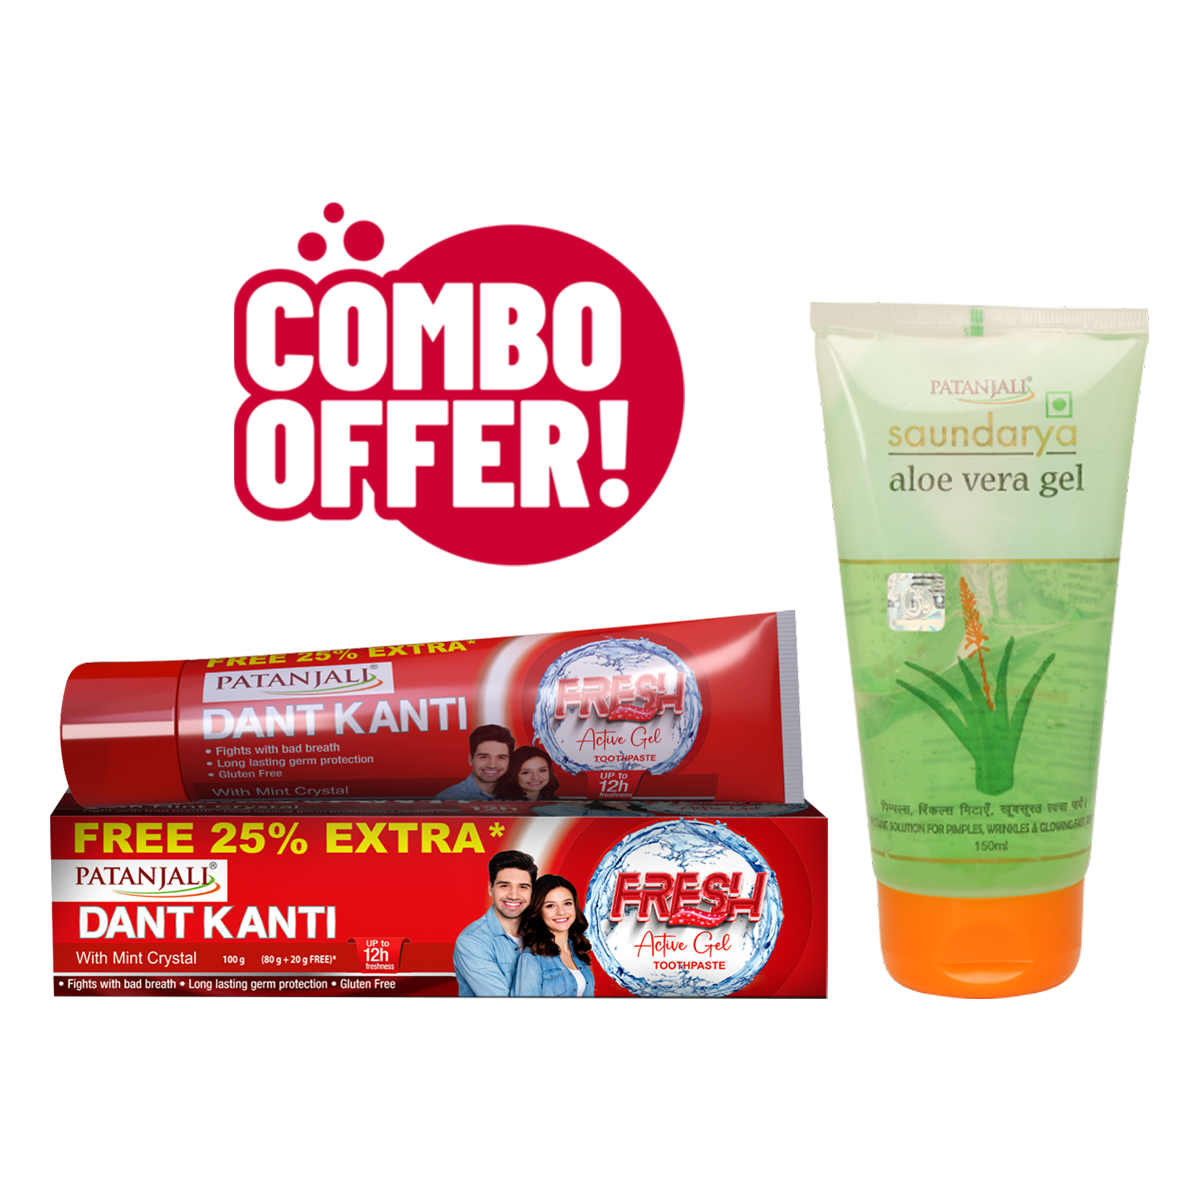 COMBO
OFFER!
PATANJALI®
saundarya
aloe vera gel
पिम्पल्स, रिंकल्स मिटाएँ, खूबसूरत त्वचा पायें।
SOLUTION FOR PIMPLES, WRINKLES & GLOWING
150ml
FREE 25% EXTRA*
PATANJALI®
DANT KANTI
• Fights with bad breath
• Long lasting germ protection
• Gluten Free
With Mint Crystal
FRESH
Active Gel
TOOTHPASTE
UP to
12h
freshness
FREE 25% EXTRA*
PATANJALI®
DANT KANTI
With Mint Crystal 100 g (80 g + 20 g FREE)*
UP to
12h
freshness
• Fights with bad breath • Long lasting germ protection • Gluten Free
FRESH
Active Gel
TOOTHPASTE